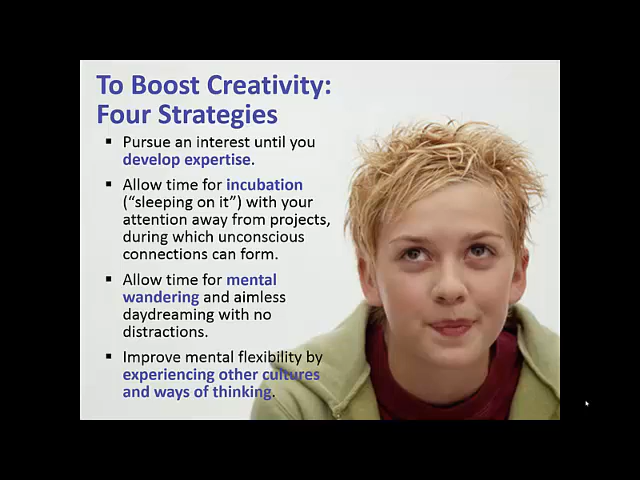 To Boost Creativity:
Four Strategies
▪ Pursue an interest until you
develop expertise.
▪ Allow time for incubation
(“sleeping on it”) with your
attention away from projects,
during which unconscious
connections can form.
▪ Allow time for mental
wandering and aimless
daydreaming with no
distractions.
▪ Improve mental flexibility by
experiencing other cultures
and ways of thinking.